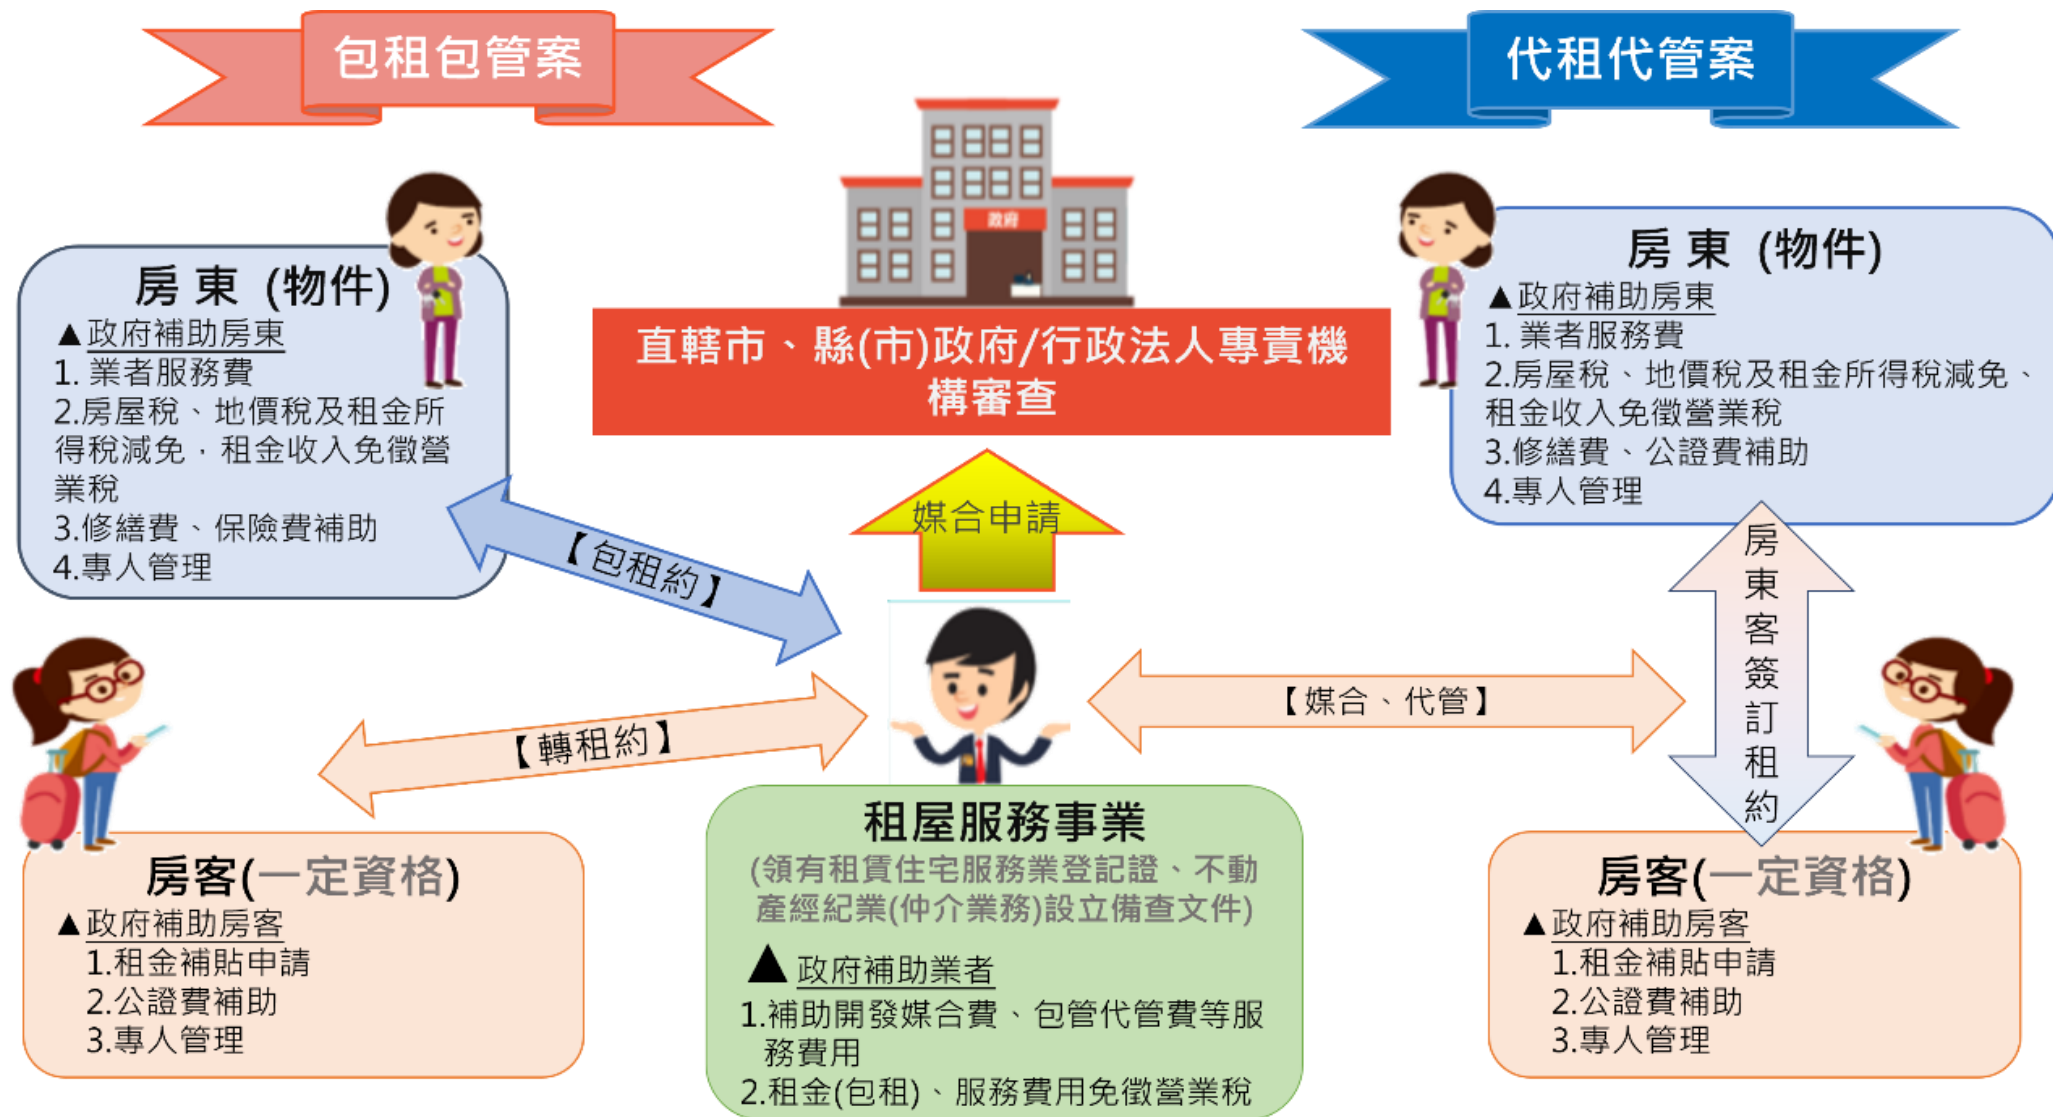 包租包管案
代租代管案
政府
直轄市、縣(市)政府/行政法人專責機
構審查
房東 (物件)
▲政府補助房東
1. 業者服務費
2.房屋稅、地價稅及租金所
得稅減免，租金收入免徵營
業稅
3.修繕費、保險費補助
4.專人管理
房東 (物件)
▲政府補助房東
1. 業者服務費
2.房屋稅、地價稅及租金所得稅減免、
租金收入免徵營業稅
3.修繕費、公證費補助
4.專人管理
媒合申請
【包租約】
【轉租約】
【媒合、代管】
房東客簽訂租約
房客(一定資格)
▲政府補助房客
1.租金補貼申請
2.公證費補助
3.專人管理
租屋服務事業
(領有租賃住宅服務業登記證、不動
產經紀業(仲介業務)設立備查文件)
▲政府補助業者
1.補助開發媒合費、包管代管費等服
務費用
2.租金(包租)、服務費用免徵營業稅
房客(一定資格)
▲政府補助房客
1.租金補貼申請
2.公證費補助
3.專人管理